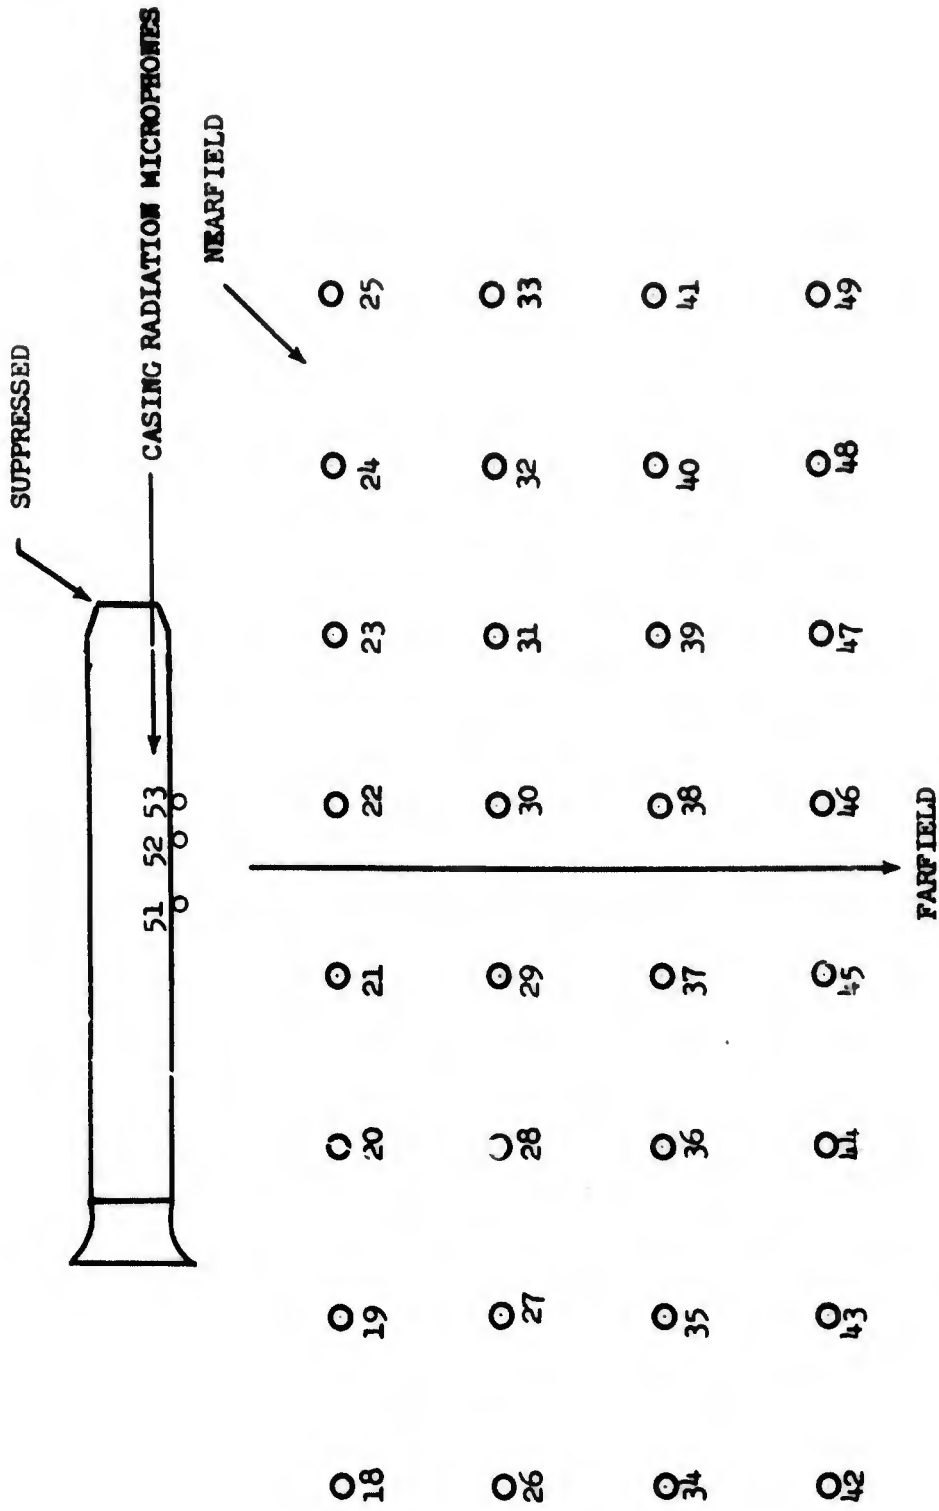 SUPPRESSED
CASING RADIATION MICROPHONES
NEARFIELD
51 52 53
18 19 20 21 22 23 24 25
26 27 28 29 30 31 32 33
34 35 36 37 38 39 40 41
42 43 44 45 46 47 48 49
FARFIELD